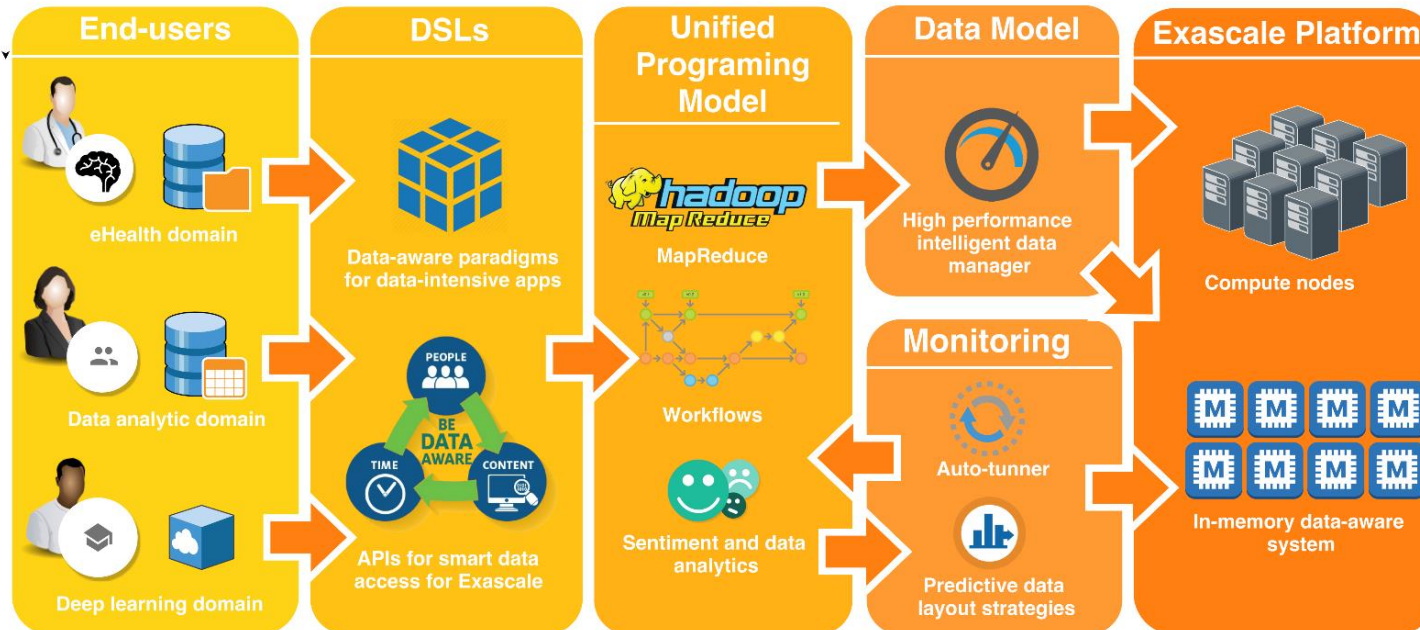 End-users
eHealth domain
Data analytic domain
Deep learning domain
DSLs
Data-aware paradigms
for data-intensive apps
PEOPLE
BE
DATA
AWARE
TIME
CONTENT
APIs for smart data
access for Exascale
Unified
Programing
Model
hadoop
Map Reduce
MapReduce
Workflows
Sentiment and data
analytics
Data Model
High performance
intelligent data
manager
Monitoring
Auto-tunner
Predictive data
layout strategies
Exascale Platform
Compute nodes
M M M M
M M M M
In-memory data-aware
system